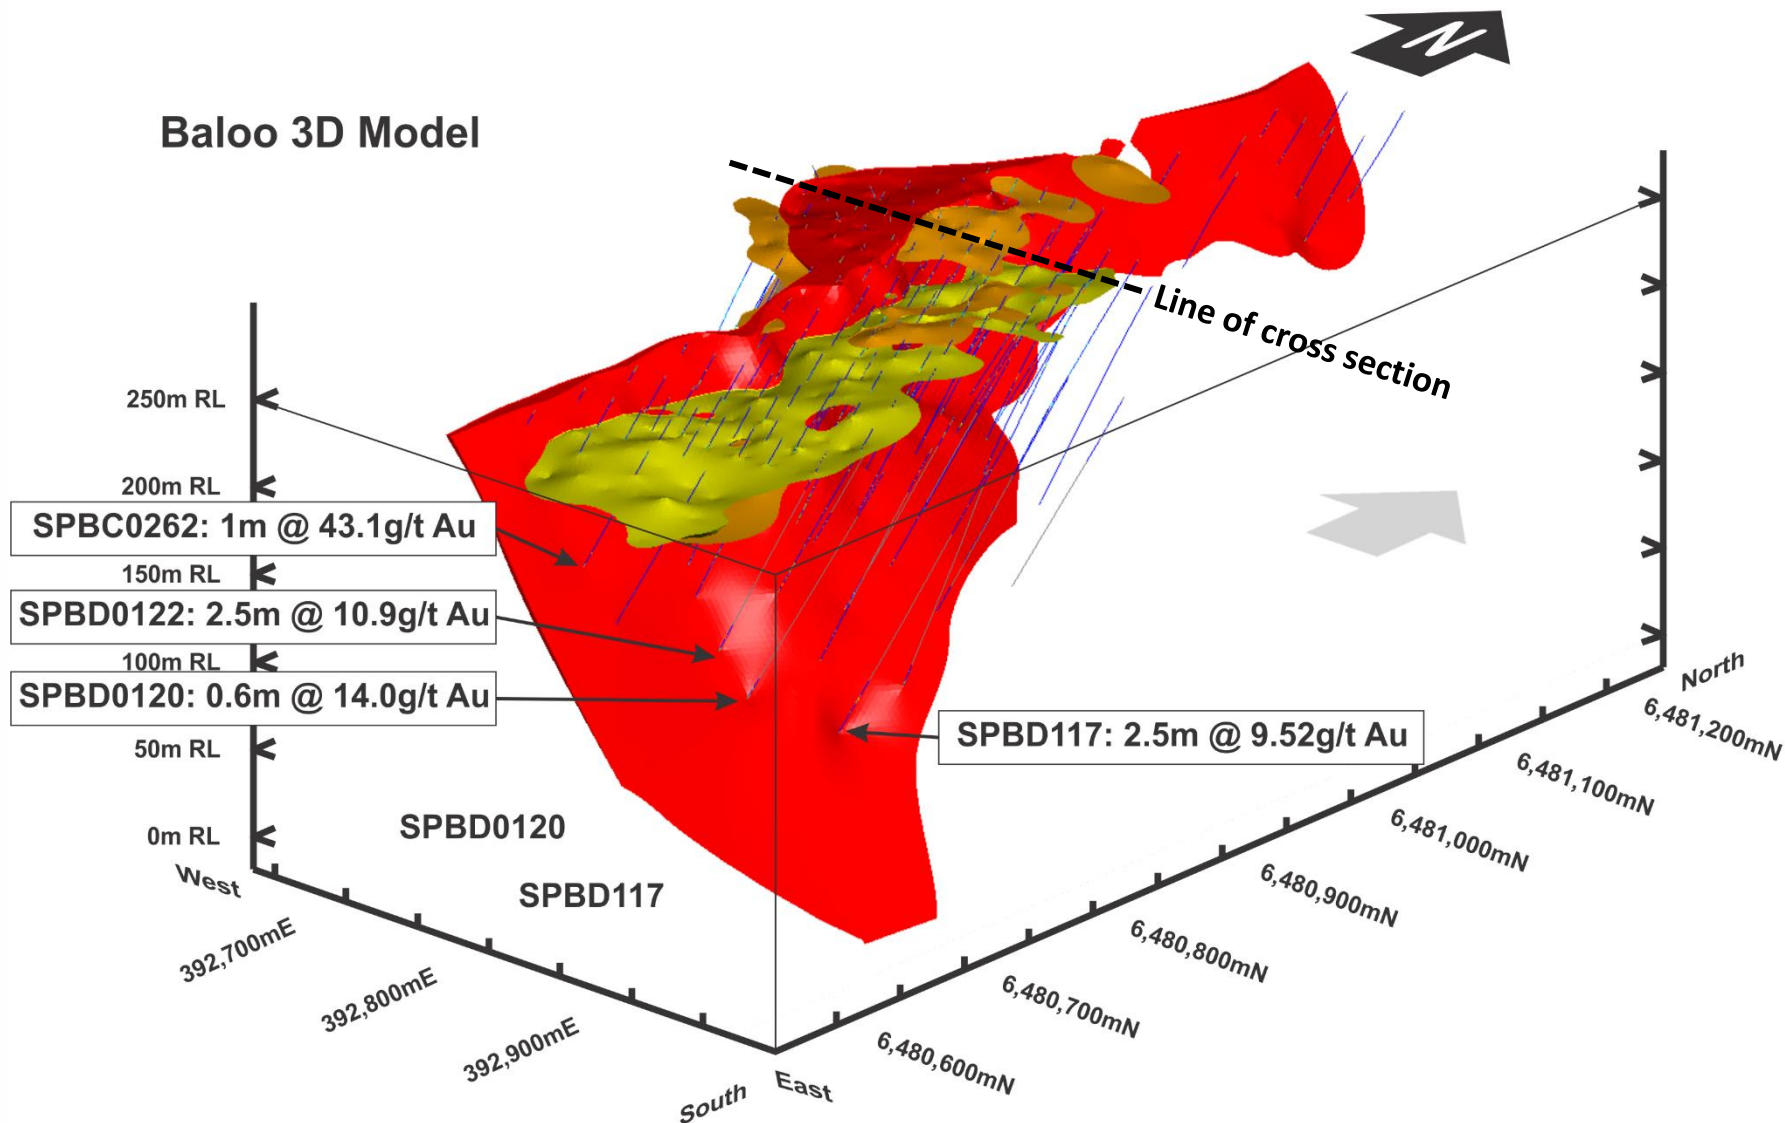 N
Baloo 3D Model
Line of cross section
250m RL
200m RL
SPBC0262: 1m @ 43.1g/t Au
150m RL
SPBD0122: 2.5m @ 10.9g/t Au
100m RL
SPBD0120: 0.6m @ 14.0g/t Au
SPBD117: 2.5m @ 9.52g/t Au
50m RL
0m RL
SPBD0120
SPBD117
West
392,700mE
392,800mE
392,900mE
South
East
6,480,600mN
6,480,700mN
6,480,800mN
6,480,900mN
6,481,000mN
6,481,100mN
6,481,200mN
North